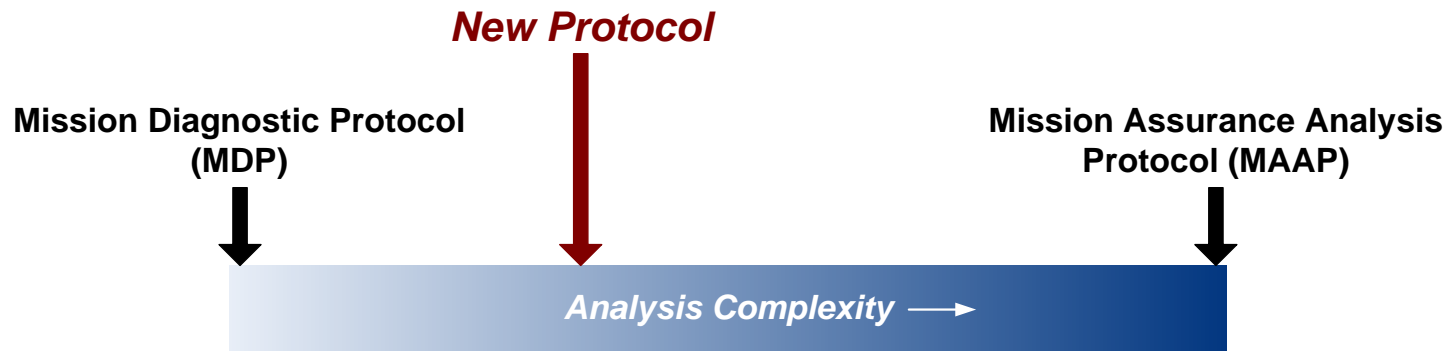 New Protocol
Mission Diagnostic Protocol
(MDP)
Mission Assurance Analysis
Protocol (MAAP)
Analysis Complexity